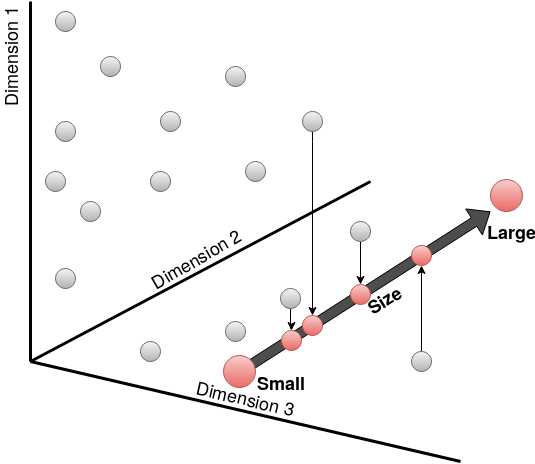 Dimension 1
Dimension 2
Large
Size
Small
Dimension 3